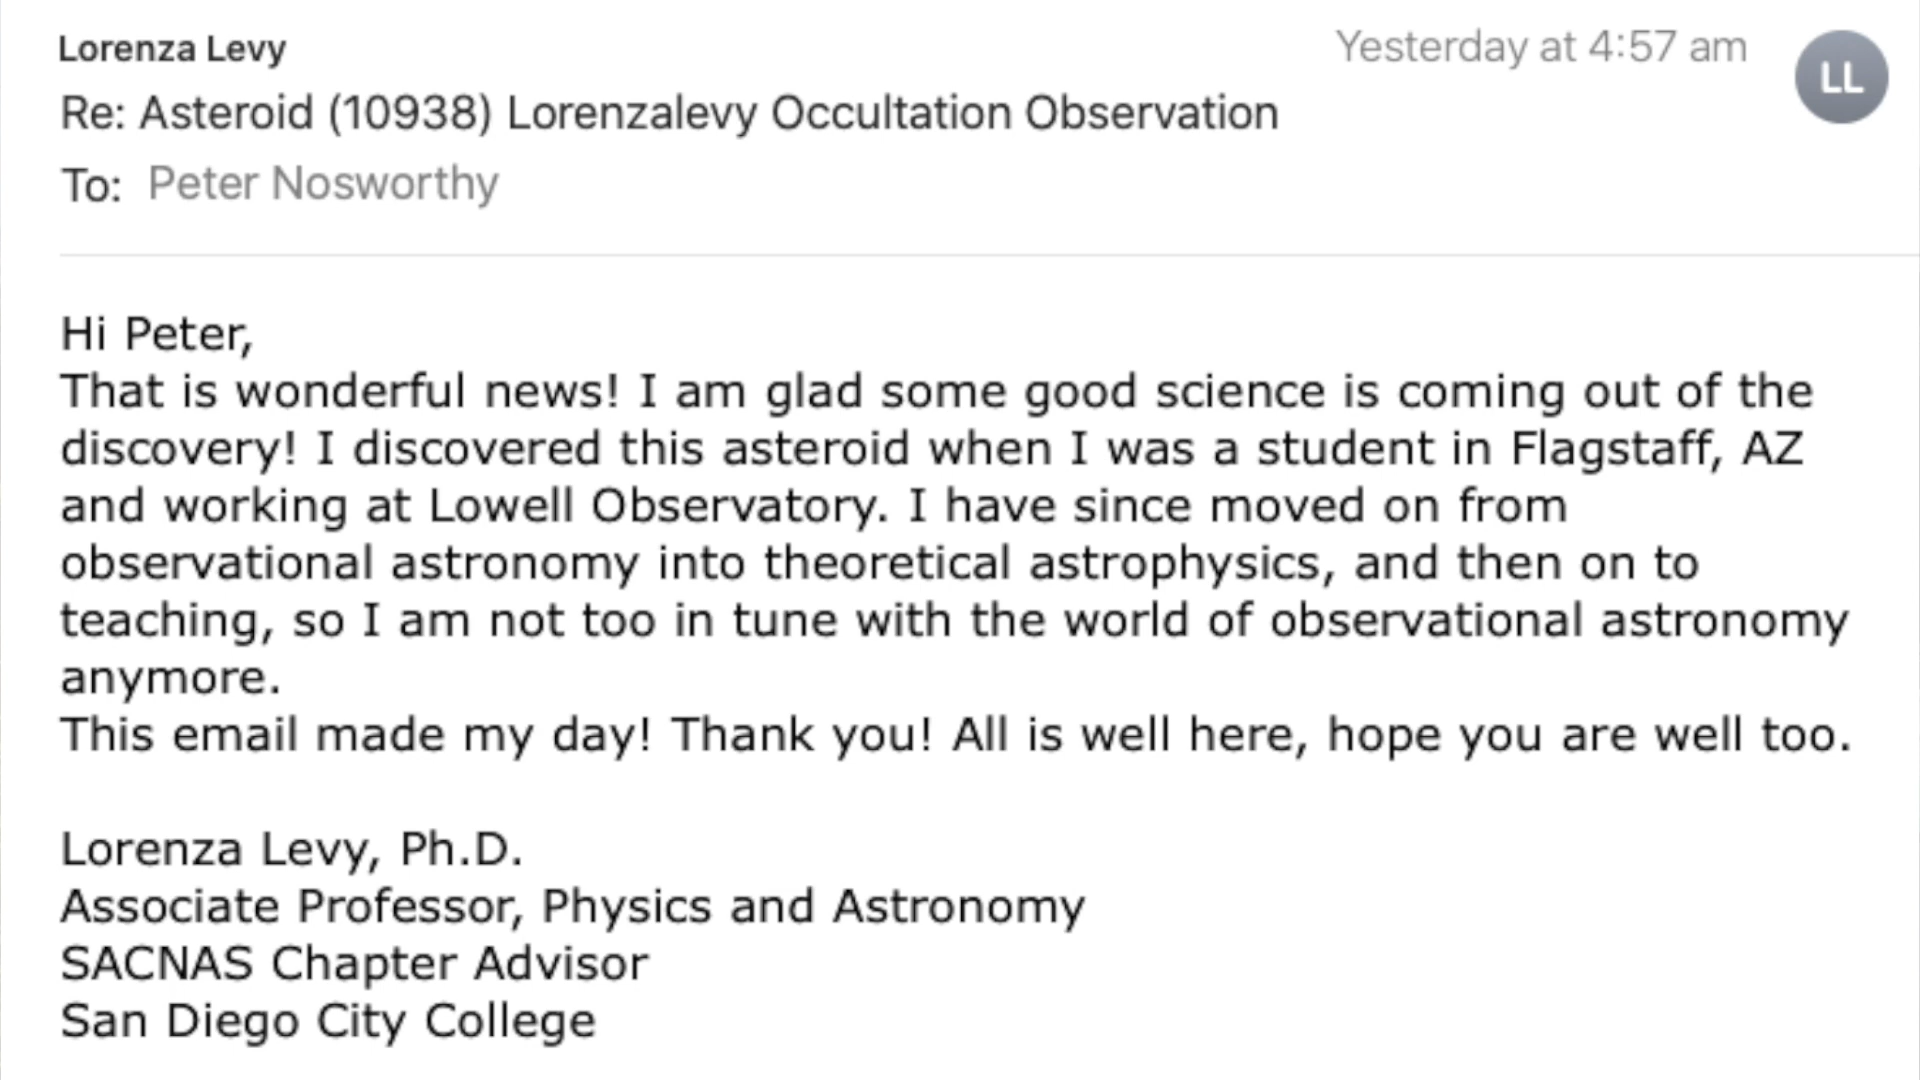 Lorenza Levy
Yesterday at 4:57 am
LL
Re: Asteroid (10938) Lorenzalevy Occultation Observation
To: Peter Nosworthy
Hi Peter,
That is wonderful news! I am glad some good science is coming out of the
discovery! I discovered this asteroid when I was a student in Flagstaff, AZ
and working at Lowell Observatory. I have since moved on from
observational astronomy into theoretical astrophysics, and then on to
teaching, so I am not too in tune with the world of observational astronomy
anymore.
This email made my day! Thank you! All is well here, hope you are well too.
Lorenza Levy, Ph.D.
Associate Professor, Physics and Astronomy
SACNAS Chapter Advisor
San Diego City College